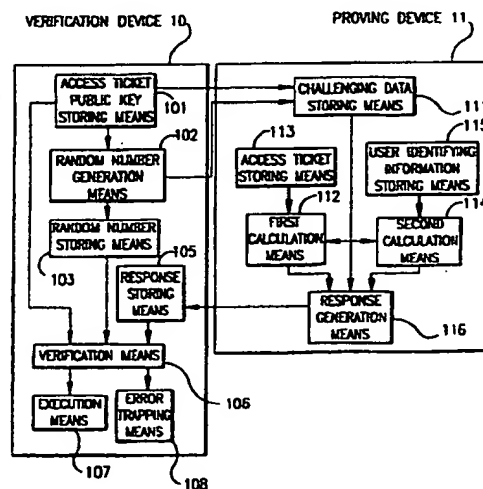 VERIFICATION DEVICE 10
ACCESS TICKET
PUBLIC KEY
STORING MEANS
101
102
RANDOM NUMBER
GENERATION
MEANS
RANDOM NUMBER
STORING MEANS
103
105
RESPONSE
STORING
MEANS
VERIFICATION MEANS
106
EXECUTION
MEANS
107
ERROR
TRAPPING
MEANS
108
PROVING DEVICE 11
CHALLENGING DATA
STORING MEANS
111
113
ACCESS TICKET
STORING MEANS
115
USER IDENTIFYING
INFORMATION
STORING MEANS
112
FIRST
CALCULATION
MEANS
114
SECOND
CALCULATION
MEANS
RESPONSE
GENERATION
MEANS
116